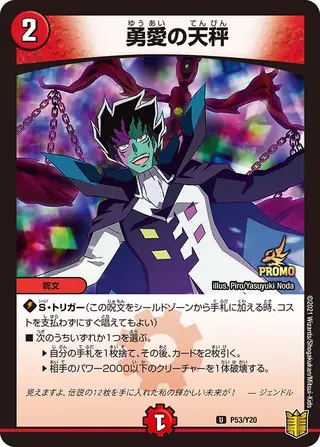 2
ゆうあい てんびん
勇愛の天秤
PROMO
illus. Piro/Yasuyuki Noda
呪文
S・トリガー(この呪文をシールドゾーンから手札に加える時、コス
トを支払わずにすぐ唱えてもよい)
■次のうちいずれか1つを選ぶ。
▶自分の手札を1枚捨て、その後、カードを2枚引く。
▶相手のパワー2000以下のクリーチャーを1体破壊する。
見えますよ、伝説の12枚を手に入れた私の輝かしい未来が! ― ジェンドル
1
U P53/Y20
©2021 Wizards/Shogakukan/Mitsui-Kids